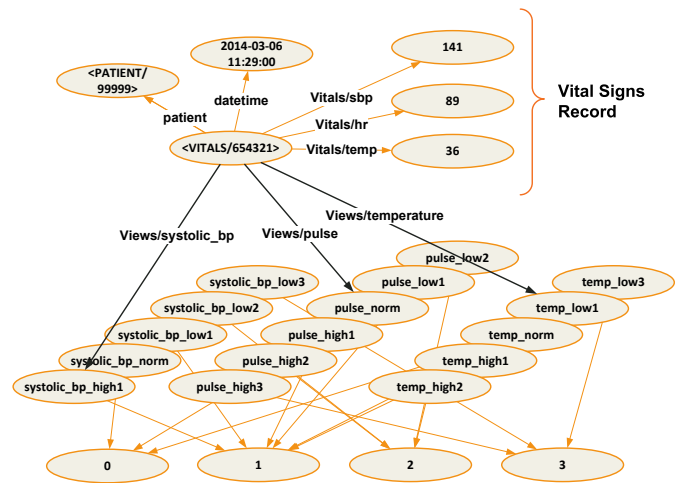 2014-03-06
11:29:00
141
<PATIENT/
99999>
datetime
Vitals/sbp
89
Vital Signs
Record
patient
Vitals/hr
<VITALS/654321>
Vitals/temp
36
Views/systolic_bp
Views/pulse
Views/temperature
pulse_low2
systolic_bp_low3
pulse_low1
temp_low3
systolic_bp_low2
pulse_norm
temp_low1
systolic_bp_low1
pulse_high1
temp_norm
systolic_bp_norm
pulse_high2
temp_high1
systolic_bp_high1
pulse_high3
temp_high2
0
1
2
3